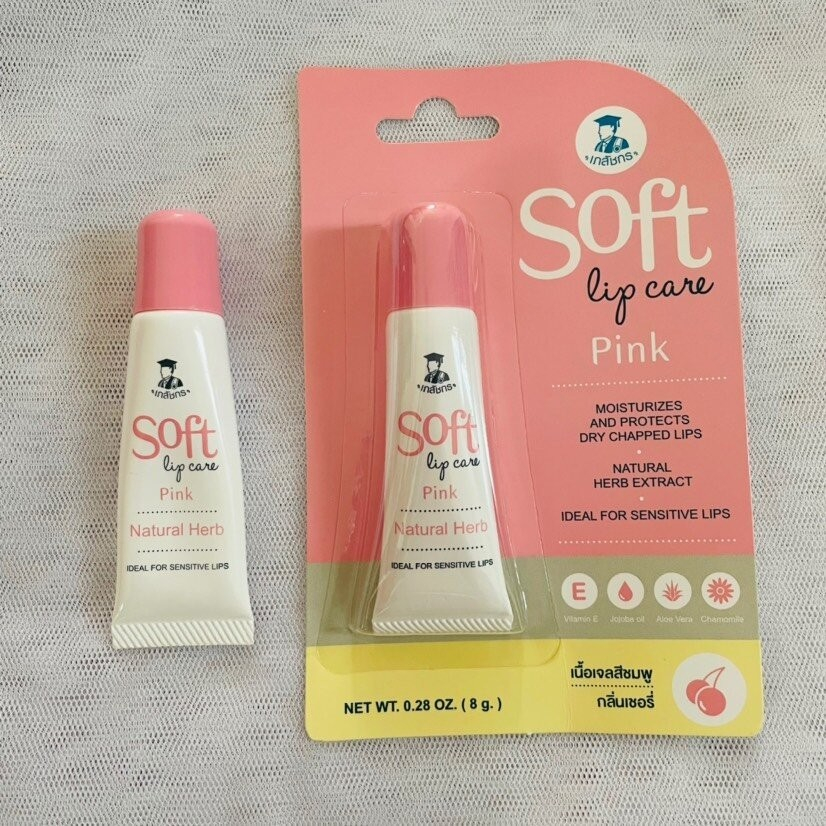 เภสัชกร
Soft
lip care
Pink
Natural Herb
IDEAL FOR SENSITIVE LIPS
เภสัชกร
Soft
lip care
Pink
Natural Herb
IDEAL FOR SENSITIVE LIPS
เภสัชกร
Soft
lip care
Pink
MOISTURIZES
AND PROTECTS
DRY CHAPPED LIPS
NATURAL
HERB EXTRACT
IDEAL FOR SENSITIVE LIPS
E
Vitamin E Jojoba oil Aloe Vera Chamomile
NET WT. 0.28 OZ. ( 8 g. )
เนื้อเจลสีชมพู
กลิ่นเชอรี่